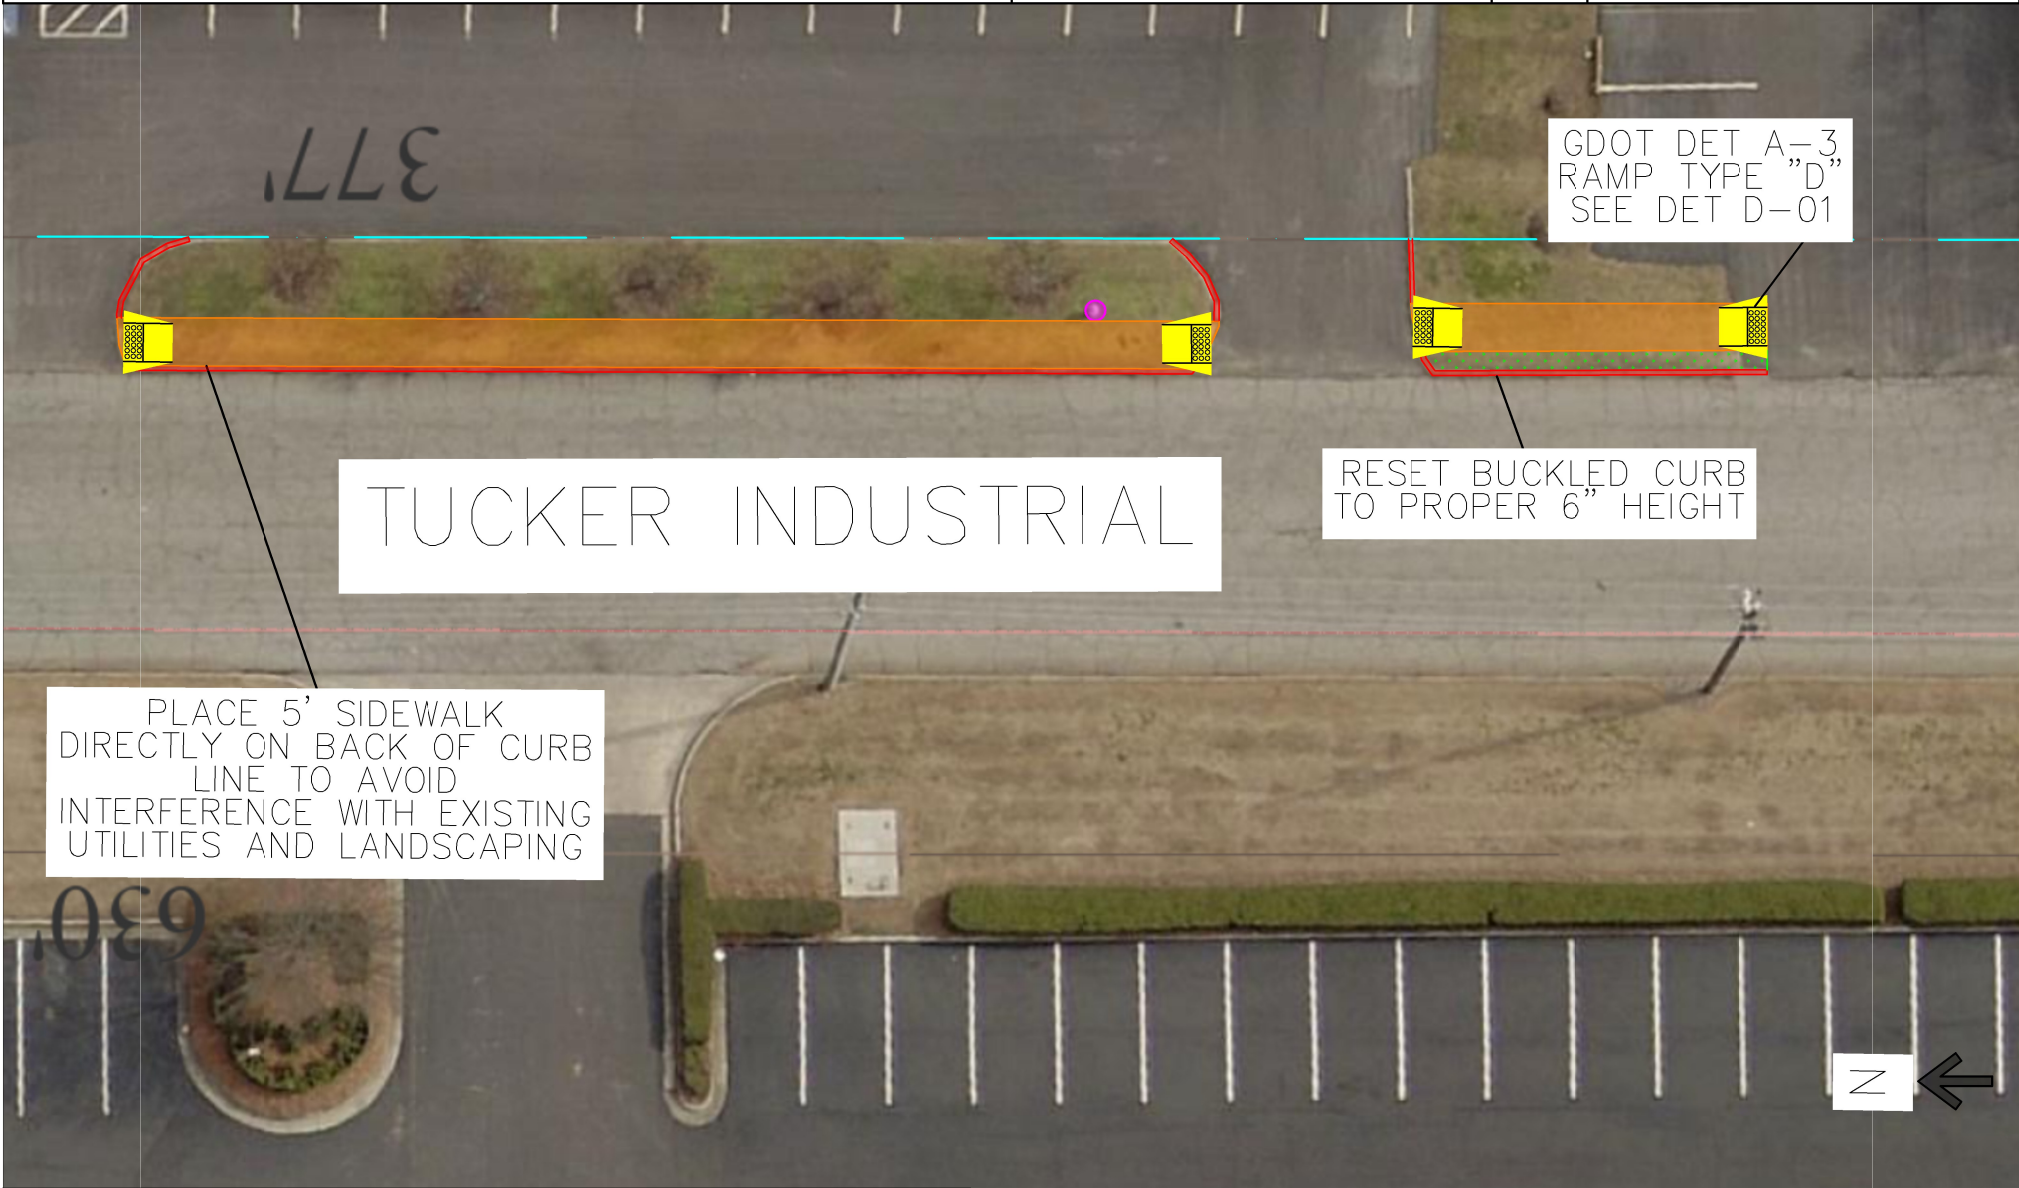 377'
GDOT DET A-3
RAMP TYPE "D"
SEE DET D-01
TUCKER INDUSTRIAL
RESET BUCKLED CURB
TO PROPER 6" HEIGHT
PLACE 5' SIDEWALK
DIRECTLY ON BACK OF CURB
LINE TO AVOID
INTERFERENCE WITH EXISTING
UTILITIES AND LANDSCAPING
630'
N